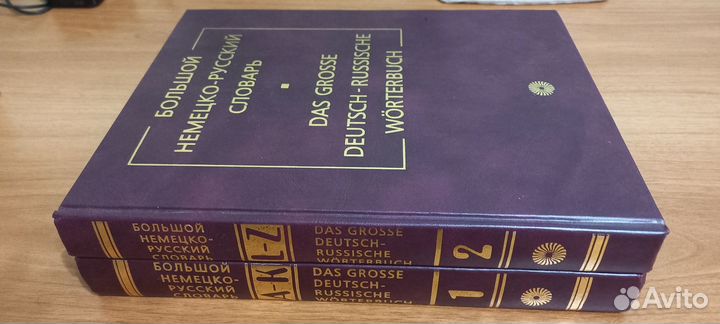 БОЛЬШОЙ
НЕМЕЦКО-РУССКИЙ
СЛОВАРЬ
DAS GROSSE
DEUTSCH-RUSSISCHE
WÖRTERBUCH
БОЛЬШОЙ
НЕМЕЦКО-
РУССКИЙ
СЛОВАРЬ
L-Z
DAS GROSSE
DEUTSCH-
RUSSISCHE
WÖRTERBUCH
2
БОЛЬШОЙ
НЕМЕЦКО-
РУССКИЙ
СЛОВАРЬ
A-K
DAS GROSSE
DEUTSCH-
RUSSISCHE
WÖRTERBUCH
1
Avito